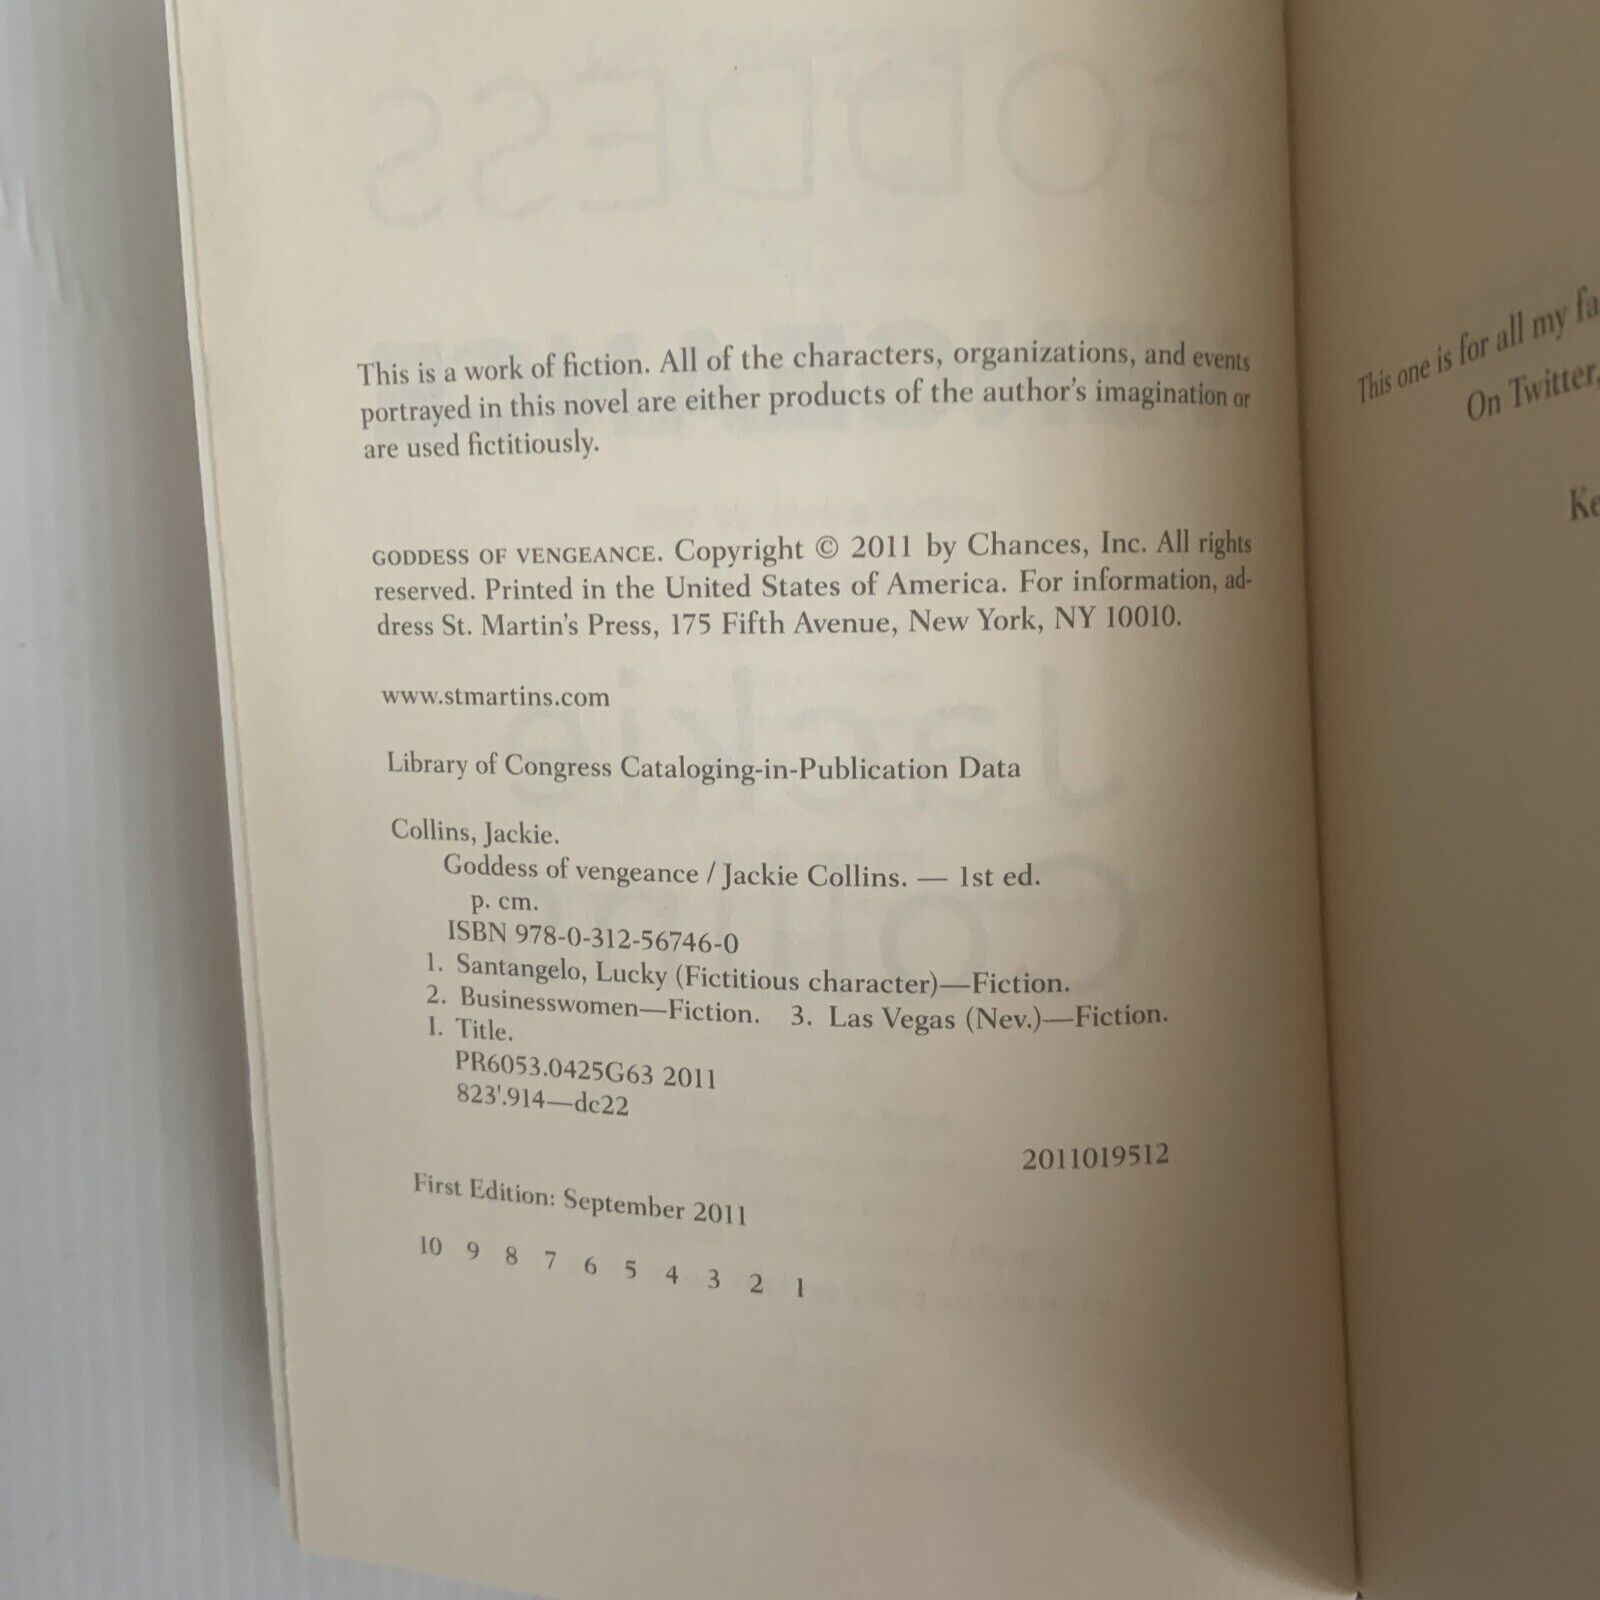 This is a work of fiction. All of the characters, organizations, and events
portrayed in this novel are either products of the author's imagination or
are used fictitiously.
GODDESS OF VENGEANCE. Copyright © 2011 by Chances, Inc. All rights
reserved. Printed in the United States of America. For information, ad-
dress St. Martin's Press, 175 Fifth Avenue, New York, NY 10010.
www.stmartins.com
Library of Congress Cataloging-in-Publication Data
Collins, Jackie.
Goddess of vengeance / Jackie Collins. — 1st ed.
p. cm.
ISBN 978-0-312-56746-0
1. Santangelo, Lucky (Fictitious character)—Fiction.
2. Businesswomen—Fiction. 3. Las Vegas (Nev.)—Fiction.
I. Title.
PR6053.0425G63 2011
823'.914—dc22
2011019512
First Edition: September 2011
10 9 8 7 6 5 4 3 2 1
This one is for all my fa
On Twitter,
Ke